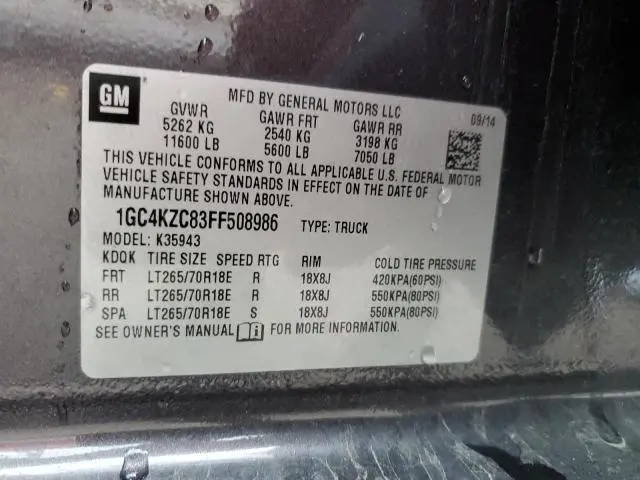 GM
MFD BY GENERAL MOTORS LLC
09/14
GVWR GAWR FRT GAWR RR
5262 KG 2540 KG 3198 KG
11600 LB 5600 LB 7050 LB
THIS VEHICLE CONFORMS TO ALL APPLICABLE U.S. FEDERAL MOTOR
VEHICLE SAFETY STANDARDS IN EFFECT ON THE DATE OF
MANUFACTURE SHOWN ABOVE.
1GC4KZC83FF508986 TYPE: TRUCK
MODEL: K35943
KDQK TIRE SIZE SPEED RTG RIM COLD TIRE PRESSURE
FRT LT265/70R18E R 18X8J 420KPA(60PSI)
RR LT265/70R18E R 18X8J 550KPA(80PSI)
SPA LT265/70R18E S 18X8J 550KPA(80PSI)
SEE OWNER'S MANUAL FOR MORE INFORMATION.